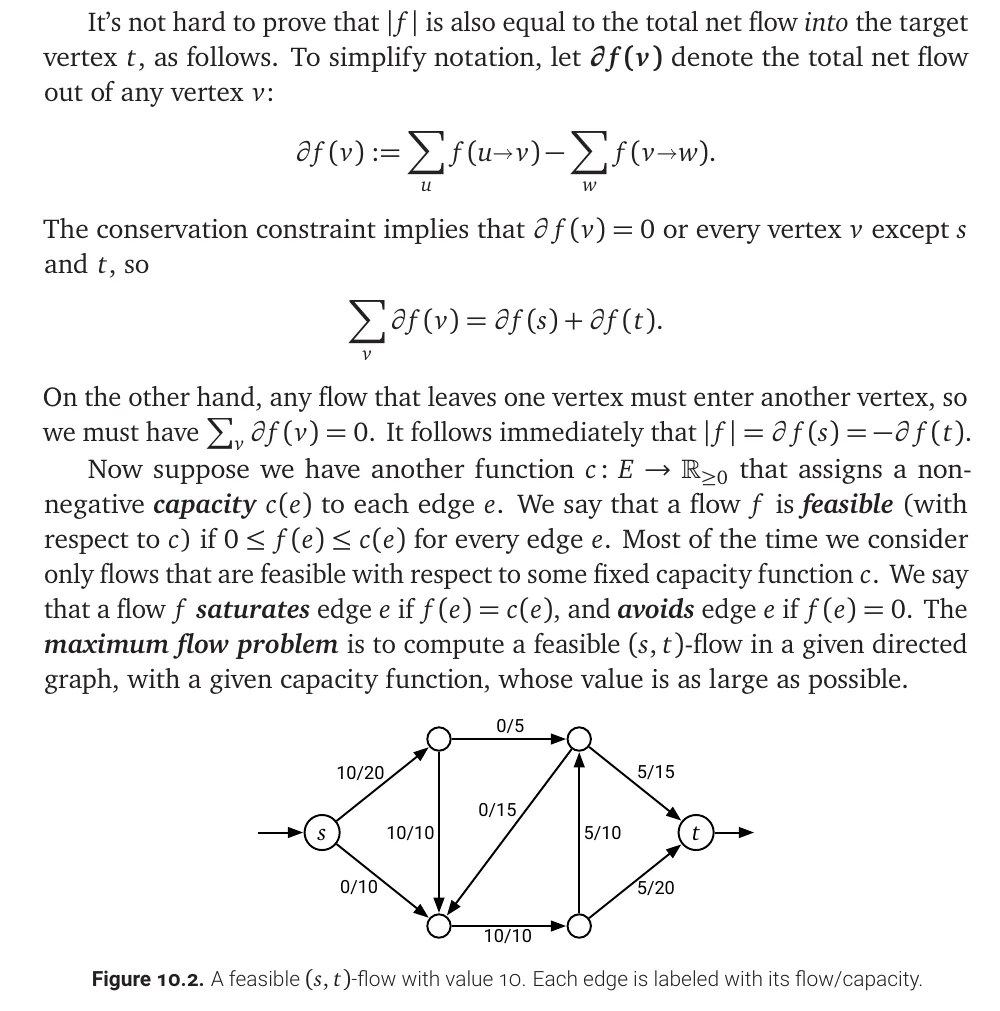 It's not hard to prove that |f| is also equal to the total net flow into the target
vertex t, as follows. To simplify notation, let ∂f(v) denote the total net flow
out of any vertex v:
∂f(v) := ∑_u f(u→v) − ∑_w f(v→w).
The conservation constraint implies that ∂f(v) = 0 or every vertex v except s
and t, so
∑_v ∂f(v) = ∂f(s) + ∂f(t).
On the other hand, any flow that leaves one vertex must enter another vertex, so
we must have ∑_v ∂f(v) = 0. It follows immediately that |f| = ∂f(s) = −∂f(t).
Now suppose we have another function c: E → ℝ≥0 that assigns a non-
negative capacity c(e) to each edge e. We say that a flow f is feasible (with
respect to c) if 0 ≤ f(e) ≤ c(e) for every edge e. Most of the time we consider
only flows that are feasible with respect to some fixed capacity function c. We say
that a flow f saturates edge e if f(e) = c(e), and avoids edge e if f(e) = 0. The
maximum flow problem is to compute a feasible (s, t)-flow in a given directed
graph, with a given capacity function, whose value is as large as possible.
0/5
10/20
5/15
0/15
s
10/10
5/10
t
0/10
5/20
10/10
Figure 10.2. A feasible (s, t)-flow with value 10. Each edge is labeled with its flow/capacity.